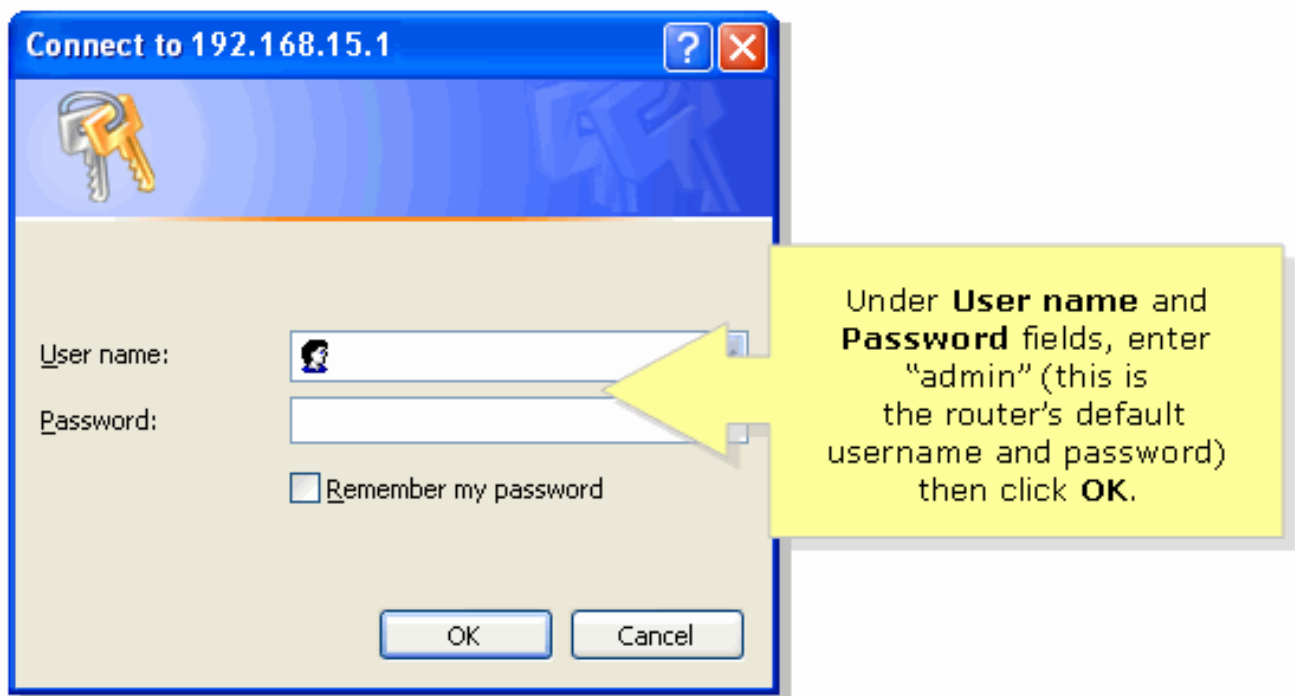 Connect to 192.168.15.1
User name:
Password:
Remember my password
OK
Cancel
Under User name and
Password fields, enter
“admin” (this is
the router’s default
username and password)
then click OK.